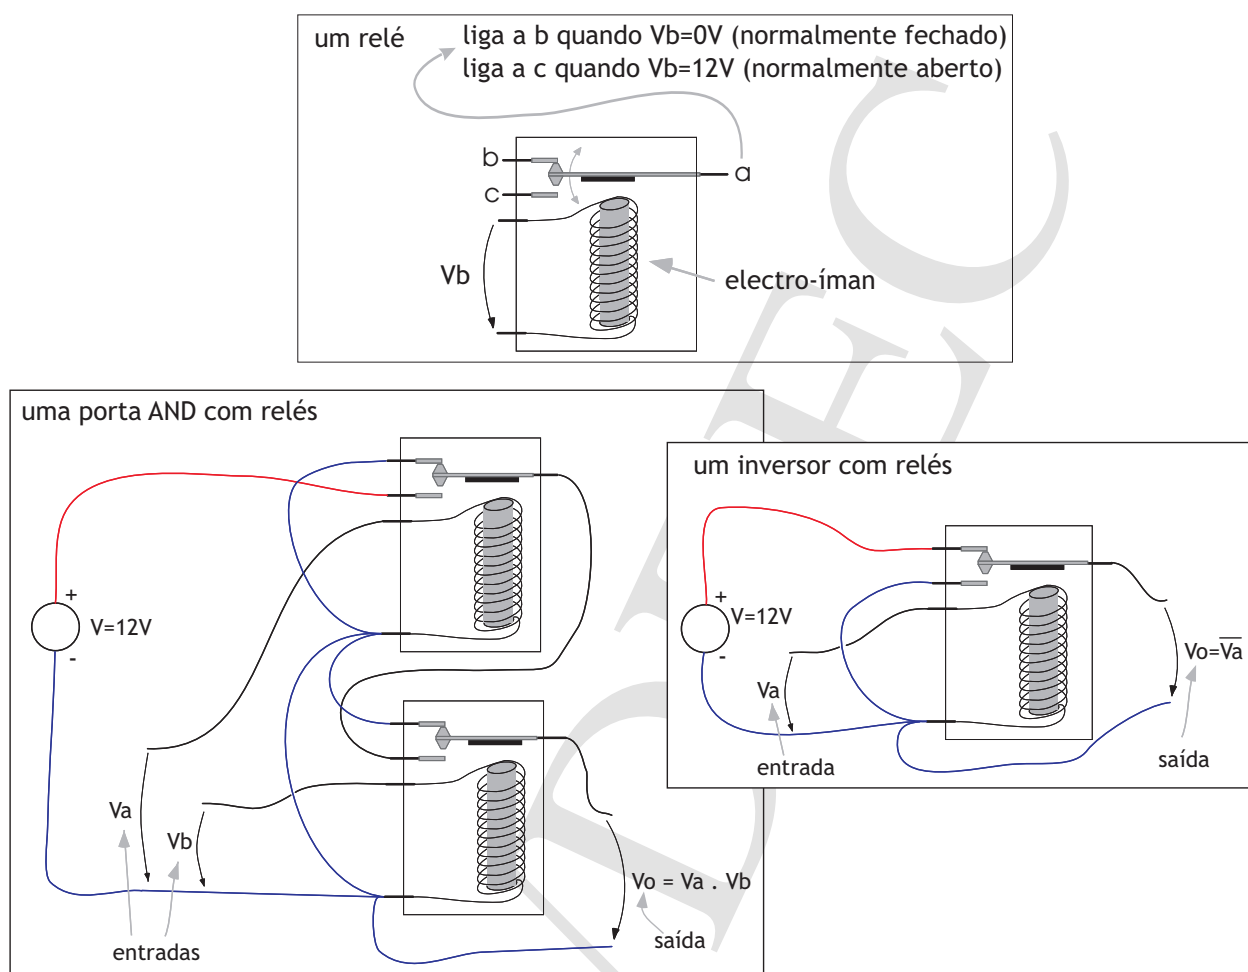 um relé
liga a b quando Vb=0V (normalmente fechado)
liga a c quando Vb=12V (normalmente aberto)
b
a
c
Vb
electro-íman
uma porta AND com relés
+
V=12V
-
Va
Vb
Vo = Va . Vb
entradas
saída
um inversor com relés
+
V=12V
-
Va
Vo=V̅a̅
entrada
saída